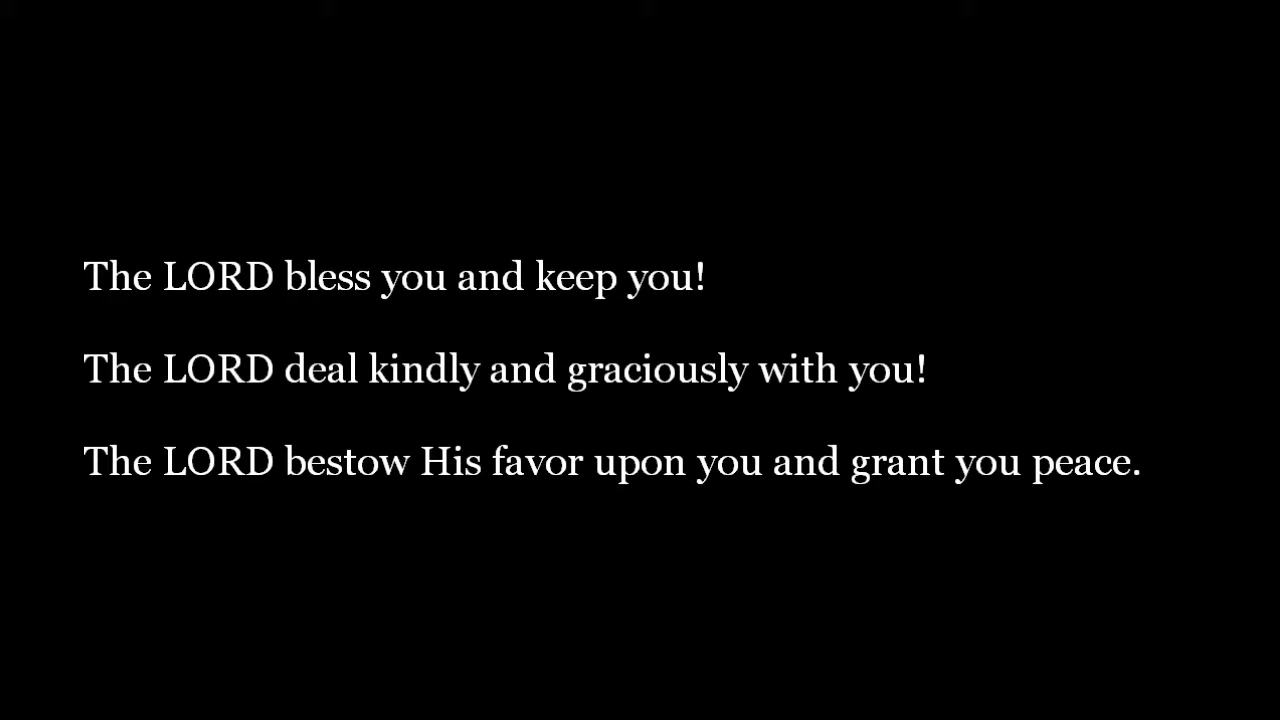 The LORD bless you and keep you!
The LORD deal kindly and graciously with you!
The LORD bestow His favor upon you and grant you peace.